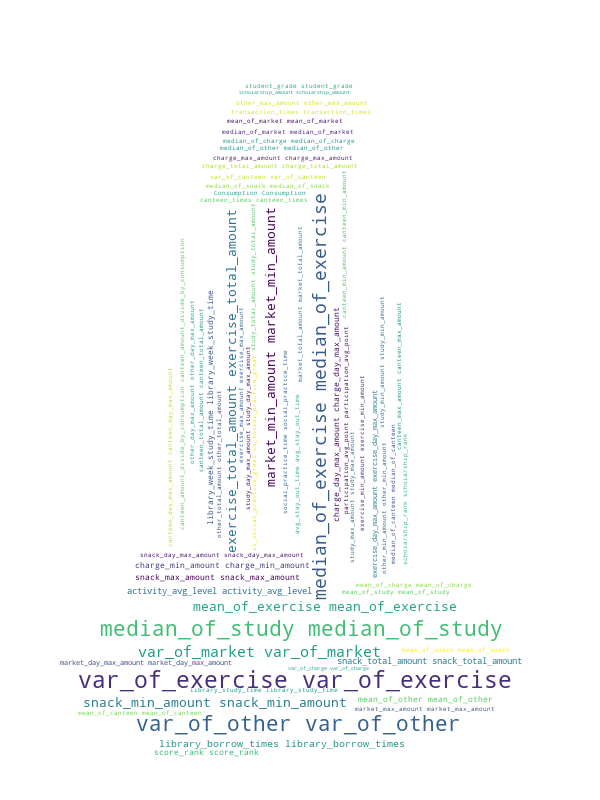 student_grade student_grade
scholarship_amount scholarship_amount
other_max_amount other_max_amount
transaction_times transaction_times
mean_of_market mean_of_market
median_of_market median_of_market
median_of_charge median_of_charge
median_of_other median_of_other
charge_max_amount charge_max_amount
charge_total_amount charge_total_amount
var_of_canteen var_of_canteen
median_of_snack median_of_snack
Consumption Consumption
canteen_times canteen_times
canteen_day_max_amount canteen_day_max_amount
canteen_amount_divide_by_consumption canteen_amount_divide_by_consumption
other_day_max_amount other_day_max_amount
canteen_total_amount canteen_total_amount
library_week_study_time library_week_study_time
other_total_amount other_total_amount
exercise_total_amount exercise_total_amount
exercise_max_amount exercise_max_amount
study_day_max_amount study_day_max_amount
study_total_amount study_total_amount
market_min_amount market_min_amount
social_practice_time social_practice_time
avg_stay_out_time avg_stay_out_time
market_total_amount market_total_amount
median_of_exercise median_of_exercise
charge_day_max_amount charge_day_max_amount
canteen_min_amount canteen_min_amount
participation_avg_point participation_avg_point
study_max_amount study_max_amount
exercise_min_amount exercise_min_amount
exercise_day_max_amount exercise_day_max_amount
study_min_amount study_min_amount
other_min_amount other_min_amount
median_of_canteen median_of_canteen
canteen_max_amount canteen_max_amount
scholarship_rank scholarship_rank
snack_day_max_amount snack_day_max_amount
charge_min_amount charge_min_amount
snack_max_amount snack_max_amount
activity_avg_level activity_avg_level
mean_of_charge mean_of_charge
mean_of_study mean_of_study
mean_of_exercise mean_of_exercise
median_of_study median_of_study
var_of_market var_of_market
mean_of_snack mean_of_snack
market_day_max_amount market_day_max_amount
snack_total_amount snack_total_amount
var_of_charge var_of_charge
var_of_exercise var_of_exercise
library_study_time library_study_time
snack_min_amount snack_min_amount
mean_of_other mean_of_other
market_max_amount market_max_amount
mean_of_canteen mean_of_canteen
var_of_other var_of_other
library_borrow_times library_borrow_times
score_rank score_rank